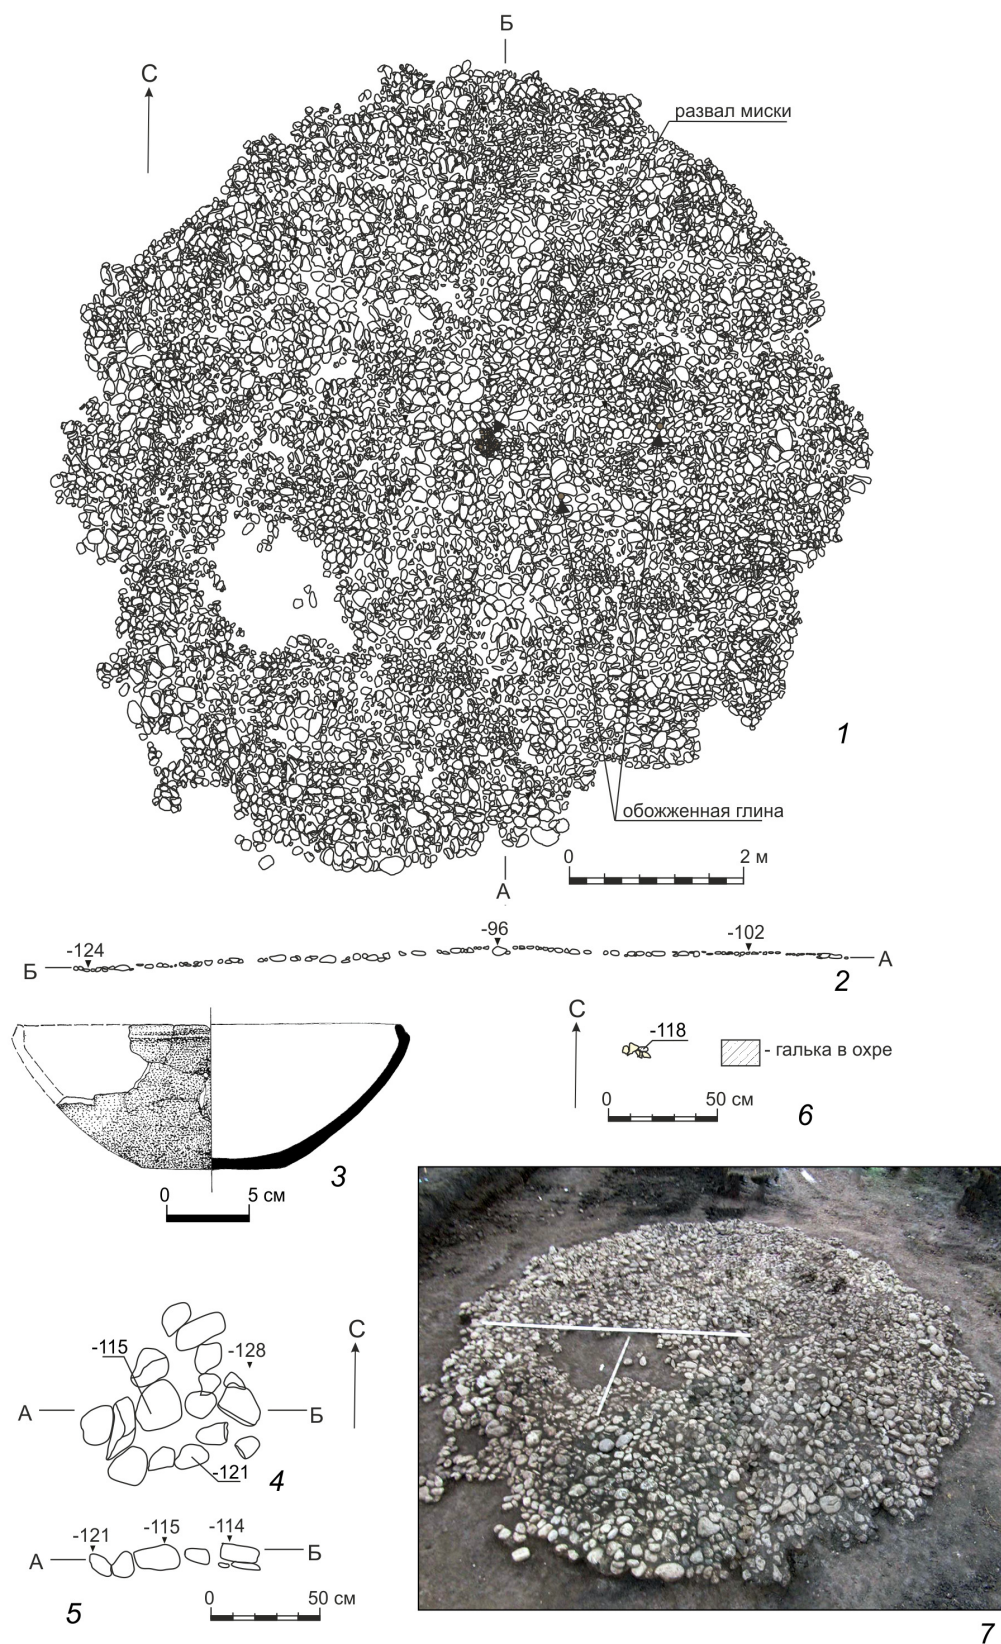 Б
С
развал миски
1
обожженная глина
0 2 м
А
-96
-124
-102
Б
А
2
С
-118
- галька в охре
0 50 см
6
3
0 5 см
-115
-128
С
А
Б
-121
4
-121
-115
-114
А
Б
0 50 см
5
7